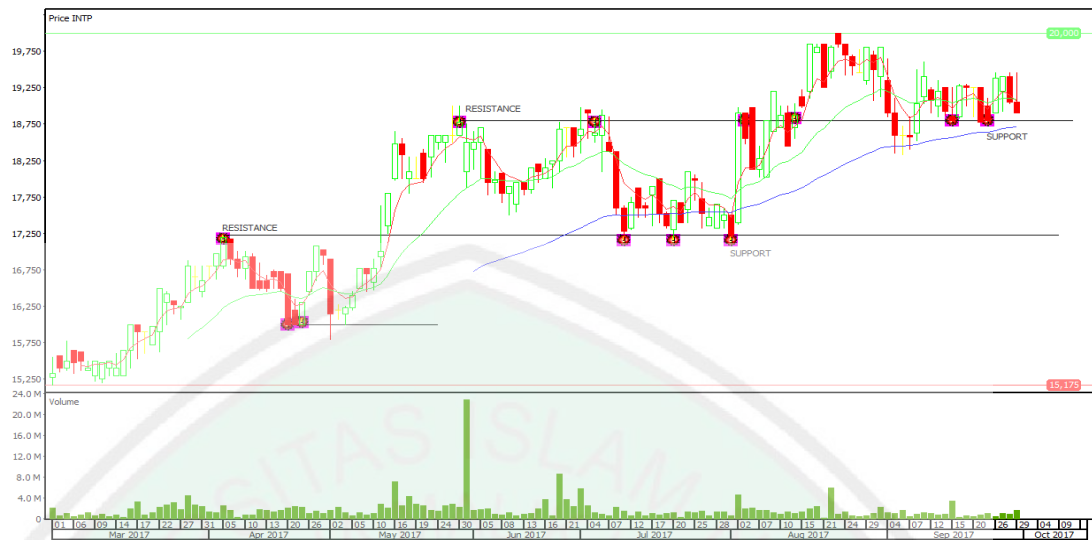 Price INTP
20,000
19,750
19,250
RESISTANCE
18,750
SUPPORT
18,250
17,750
17,250
RESISTANCE
SUPPORT
16,750
16,250
15,750
15,250
15,175
24.0 M
Volume
20.0 M
16.0 M
12.0 M
8.0 M
4.0 M
0
SITAS ISLAM
01 06 09 14 17 22 27 31 05 10 13 20 26 02 05 10 16 19 24 30 05 08 13 16 21 04 07 12 17 20 25 28 02 07 10 15 21 24 29 04 07 12 15 20 26 29 04 09
Mar 2017 Apr 2017 May 2017 Jun 2017 Jul 2017 Aug 2017 Sep 2017 Oct 2017